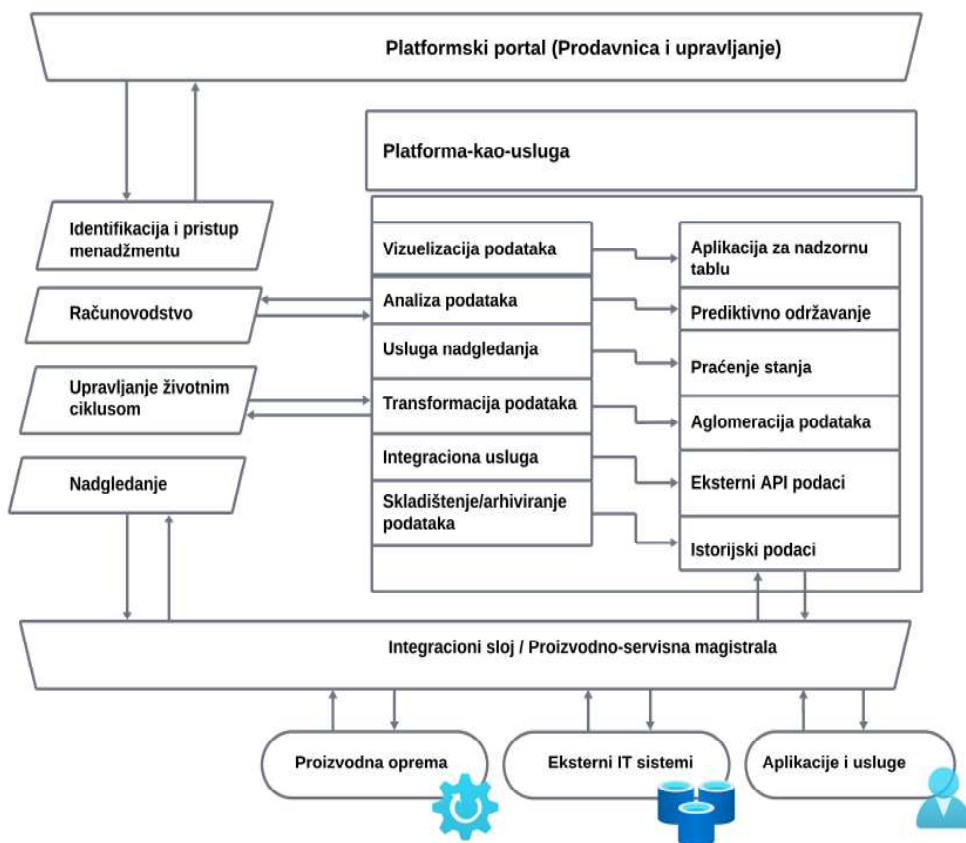 Platformski portal (Prodavnica i upravljanje)
Platforma-kao-usluga
Identifikacija i pristup
menadžmentu
Računovodstvo
Upravljanje životnim
ciklusom
Nadgledanje
Vizuelizacija podataka
Analiza podataka
Usluga nadgledanja
Transformacija podataka
Integraciona usluga
Skladištenje/arhiviranje
podataka
Aplikacija za nadzornu
tablu
Prediktivno održavanje
Praćenje stanja
Aglomeracija podataka
Eksterni API podaci
Istorijski podaci
Integracioni sloj / Proizvodno-servisna magistrala
Proizvodna oprema
Eksterni IT sistemi
Aplikacije i usluge